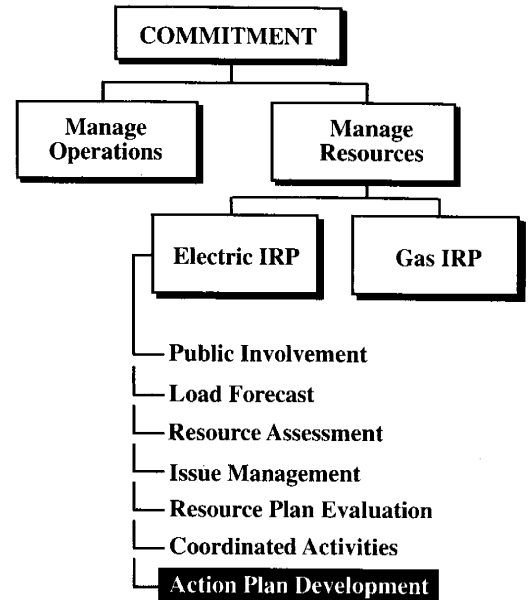 COMMITMENT
Manage
Operations
Manage
Resources
Electric IRP
Gas IRP
Public Involvement
Load Forecast
Resource Assessment
Issue Management
Resource Plan Evaluation
Coordinated Activities
Action Plan Development